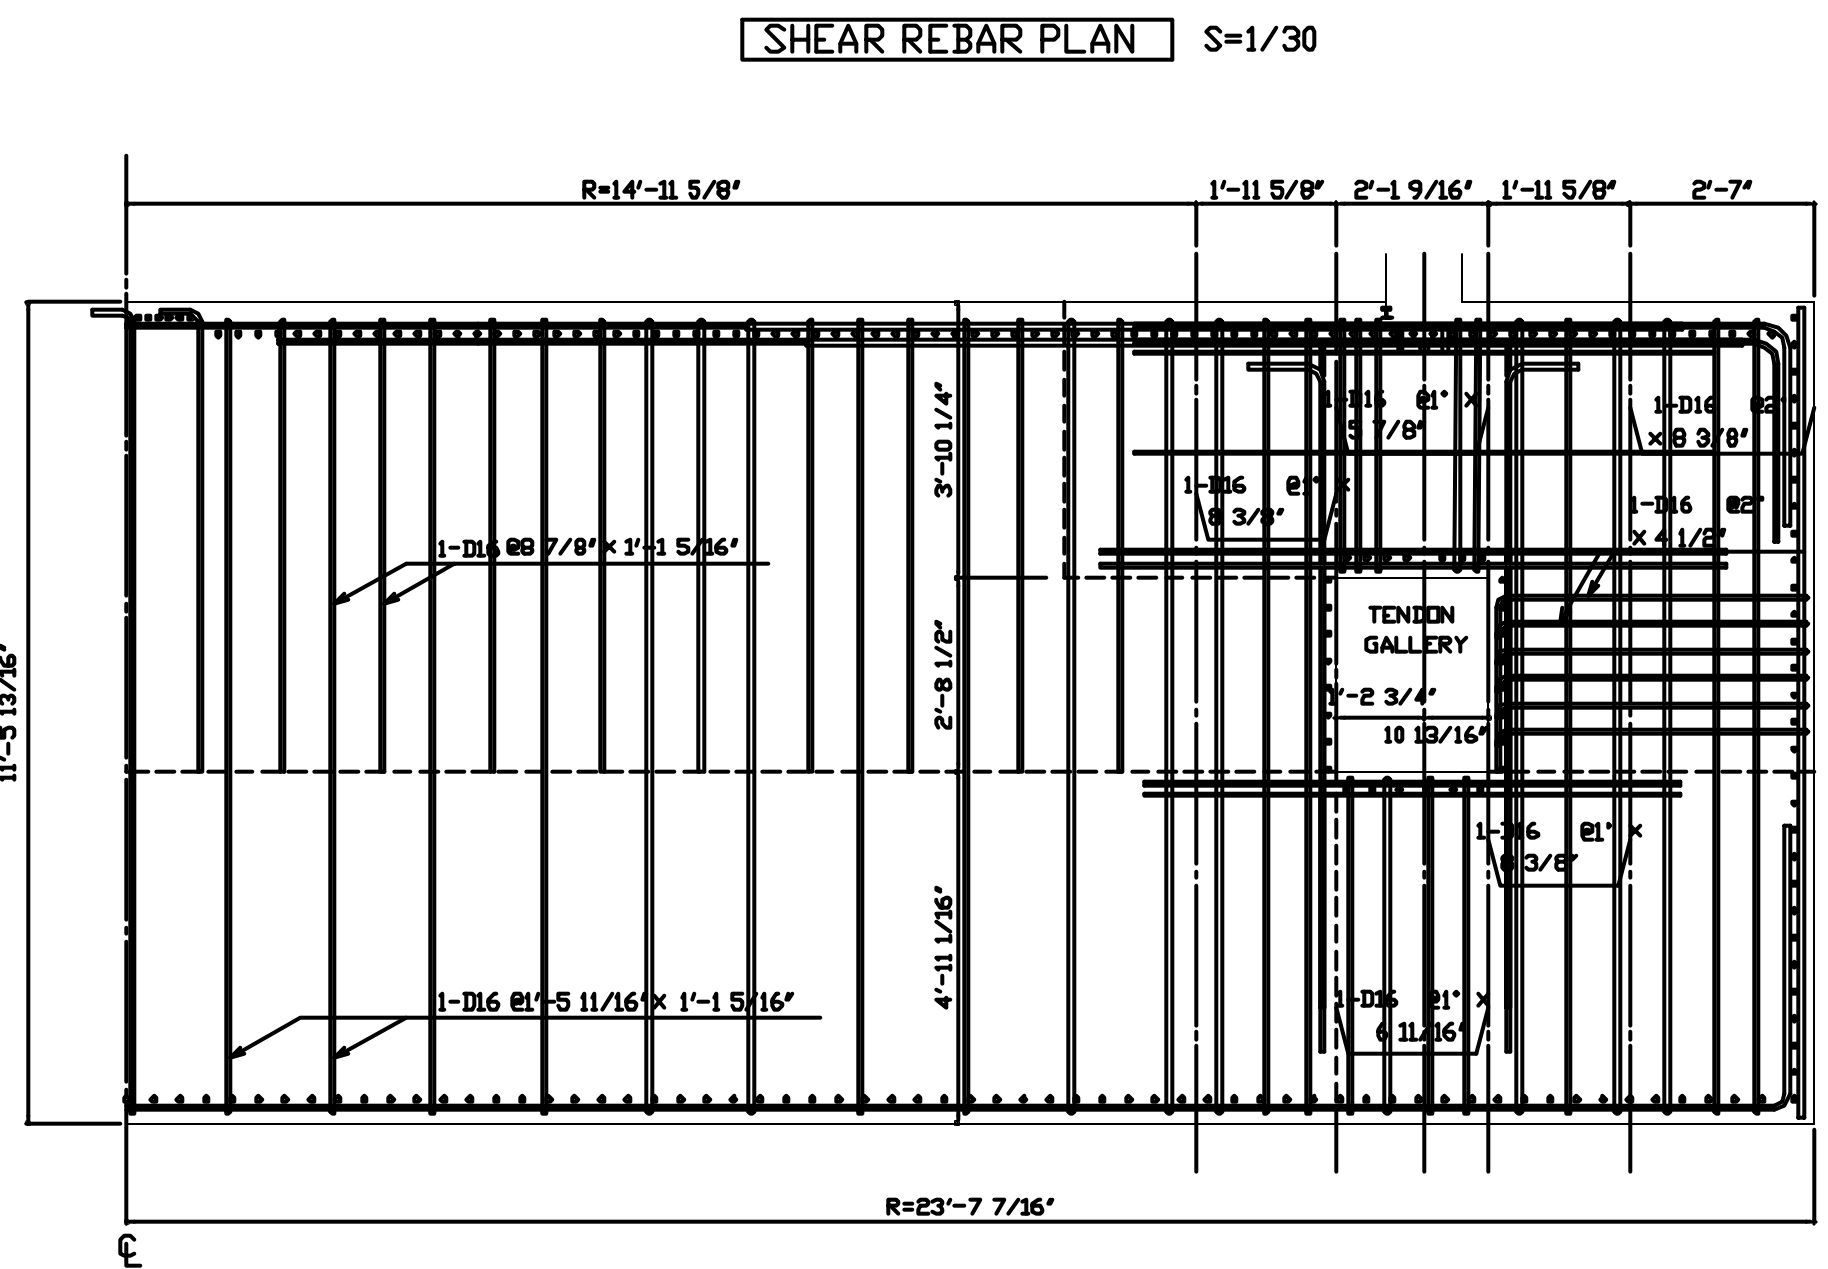 SHEAR REBAR PLAN S=1/30
R=14'-11 5/8" 1'-11 5/8" 2'-1 9/16" 1'-11 5/8" 2'-7"
3'-10 1/4"
1-D16 @1° ×
5 7/8"
1-D16 @2°
× 8 3/8"
1-D16 @1° ×
8 3/8"
1-D16 @2°
× 4 1/2"
1-D16 @8 7/8" × 1'-1 5/16"
TENDON
GALLERY
11'-5 13/16"
2'-8 1/2"
1'-2 3/4"
10 13/16"
1-D16 @1° ×
8 3/8"
4'-11 1/16"
1-D16 @1'-5 11/16" × 1'-1 5/16"
1-D16 @1° ×
6 11/16"
R=23'-7 7/16"
℄